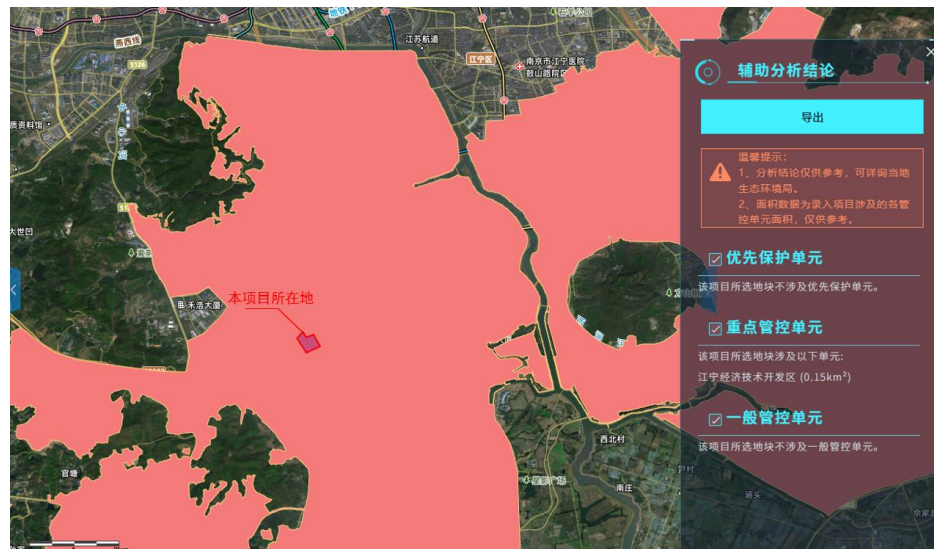 燕西线
S126
江苏航道
江宁区
南京市江宁医院
鼓山路院区
质资料馆
禾浩大厦
本项目所在地
官塘
西北村
南庄
辅助分析结论
导出
温馨提示：
1、分析结论仅供参考，可详询当地
生态环境局。
2、面积数据为录入项目涉及的各管
控单元面积，仅供参考。
优先保护单元
该项目所选地块不涉及优先保护单元。
重点管控单元
该项目所选地块涉及以下单元:
江宁经济技术开发区 (0.15km²)
一般管控单元
该项目所选地块不涉及一般管控单元。